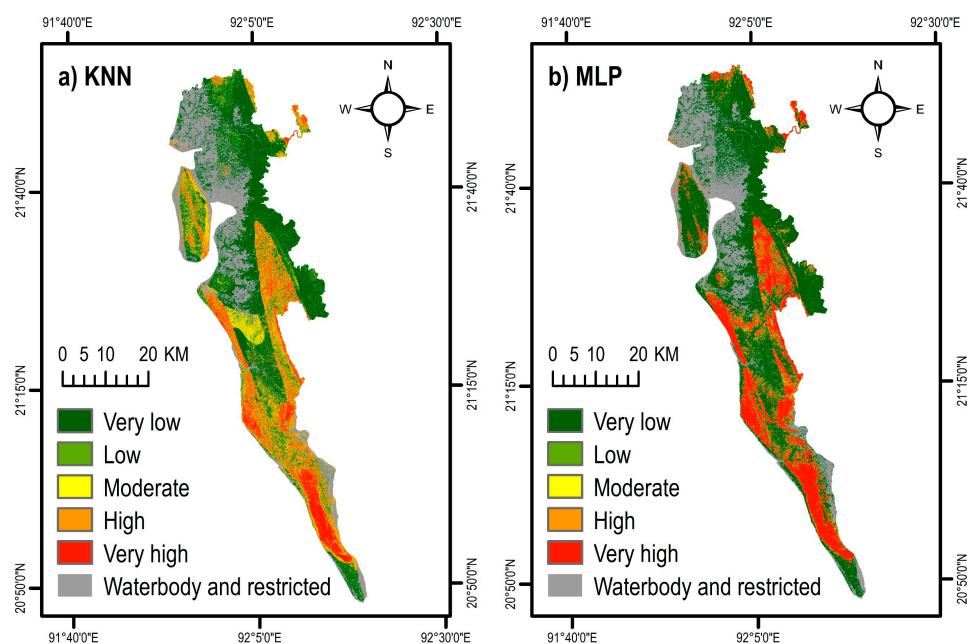 91°40'0"E 92°5'0"E 92°30'0"E
91°40'0"E 92°5'0"E 92°30'0"E
a) KNN
N
W E
S
b) MLP
N
W E
S
21°40'0"N
21°40'0"N
21°40'0"N
21°40'0"N
0 5 10 20 KM
0 5 10 20 KM
21°15'0"N
21°15'0"N
21°15'0"N
21°15'0"N
Very low
Low
Moderate
High
Very high
Waterbody and restricted
Very low
Low
Moderate
High
Very high
Waterbody and restricted
20°50'0"N
20°50'0"N
20°50'0"N
20°50'0"N
91°40'0"E 92°5'0"E 92°30'0"E
91°40'0"E 92°5'0"E 92°30'0"E